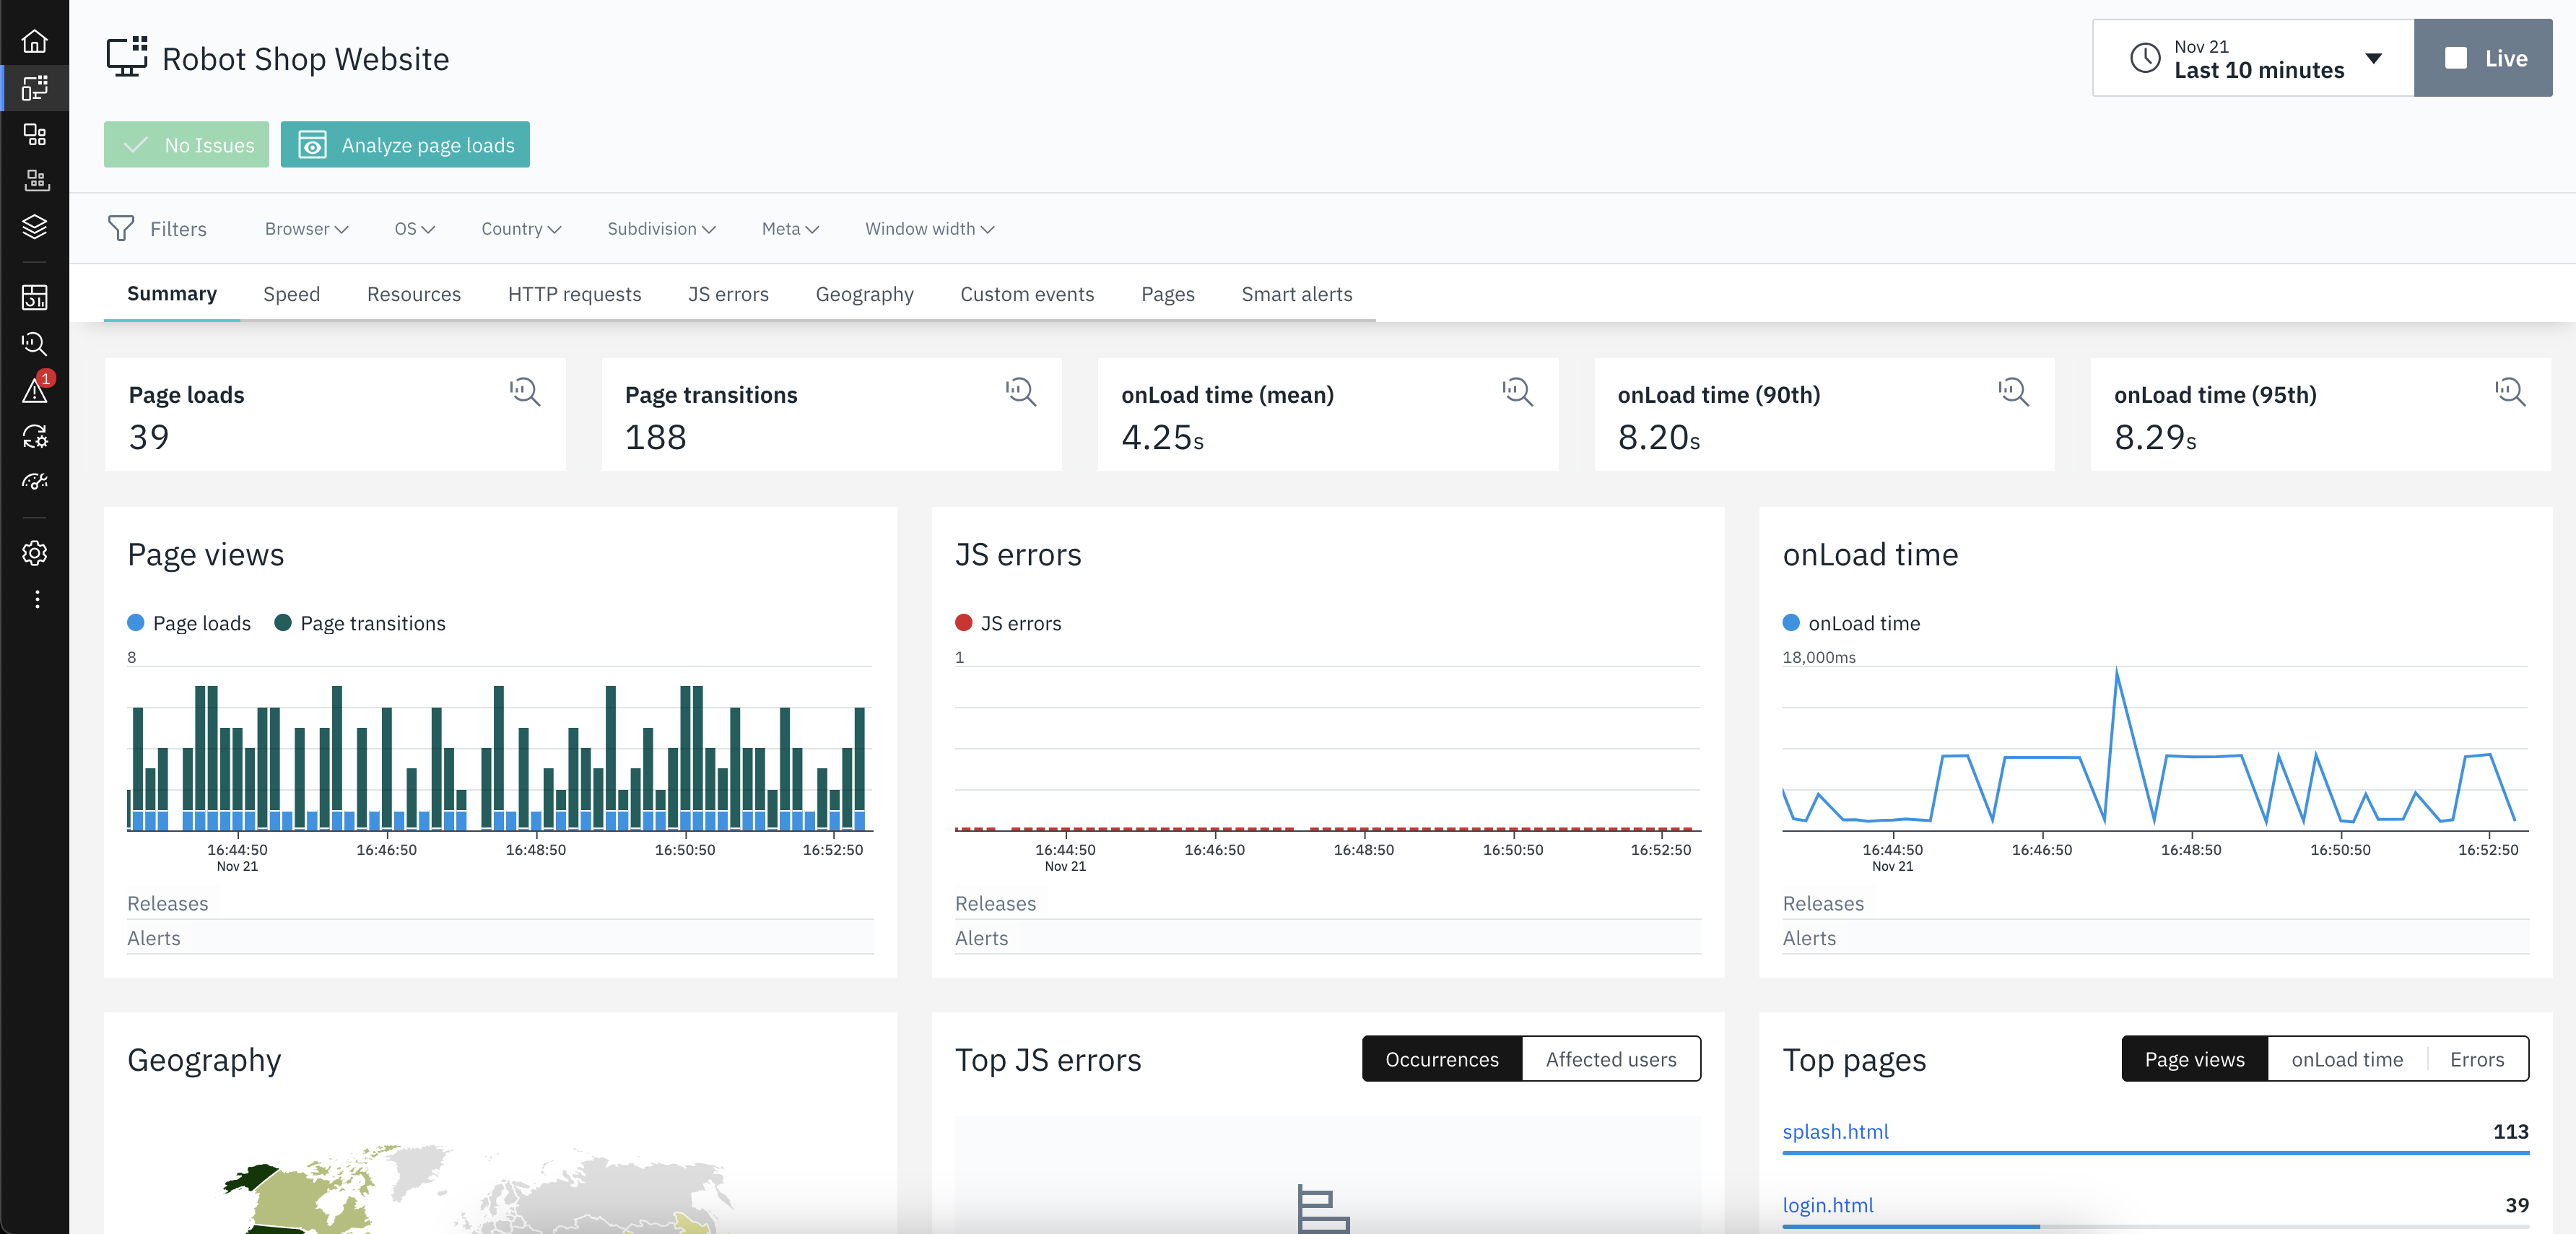 Robot Shop Website
Nov 21
Last 10 minutes
Live
No Issues
Analyze page loads
Filters
Browser
OS
Country
Subdivision
Meta
Window width
Summary
Speed
Resources
HTTP requests
JS errors
Geography
Custom events
Pages
Smart alerts
1
Page loads
39
Page transitions
188
onLoad time (mean)
4.25s
onLoad time (90th)
8.20s
onLoad time (95th)
8.29s
Page views
Page loads
Page transitions
8
16:44:50
16:46:50
16:48:50
16:50:50
16:52:50
Nov 21
Releases
Alerts
JS errors
JS errors
1
16:44:50
16:46:50
16:48:50
16:50:50
16:52:50
Nov 21
Releases
Alerts
onLoad time
onLoad time
18,000ms
16:44:50
16:46:50
16:48:50
16:50:50
16:52:50
Nov 21
Releases
Alerts
Geography
Top JS errors
Occurrences
Affected users
Top pages
Page views
onLoad time
Errors
splash.html
113
login.html
39